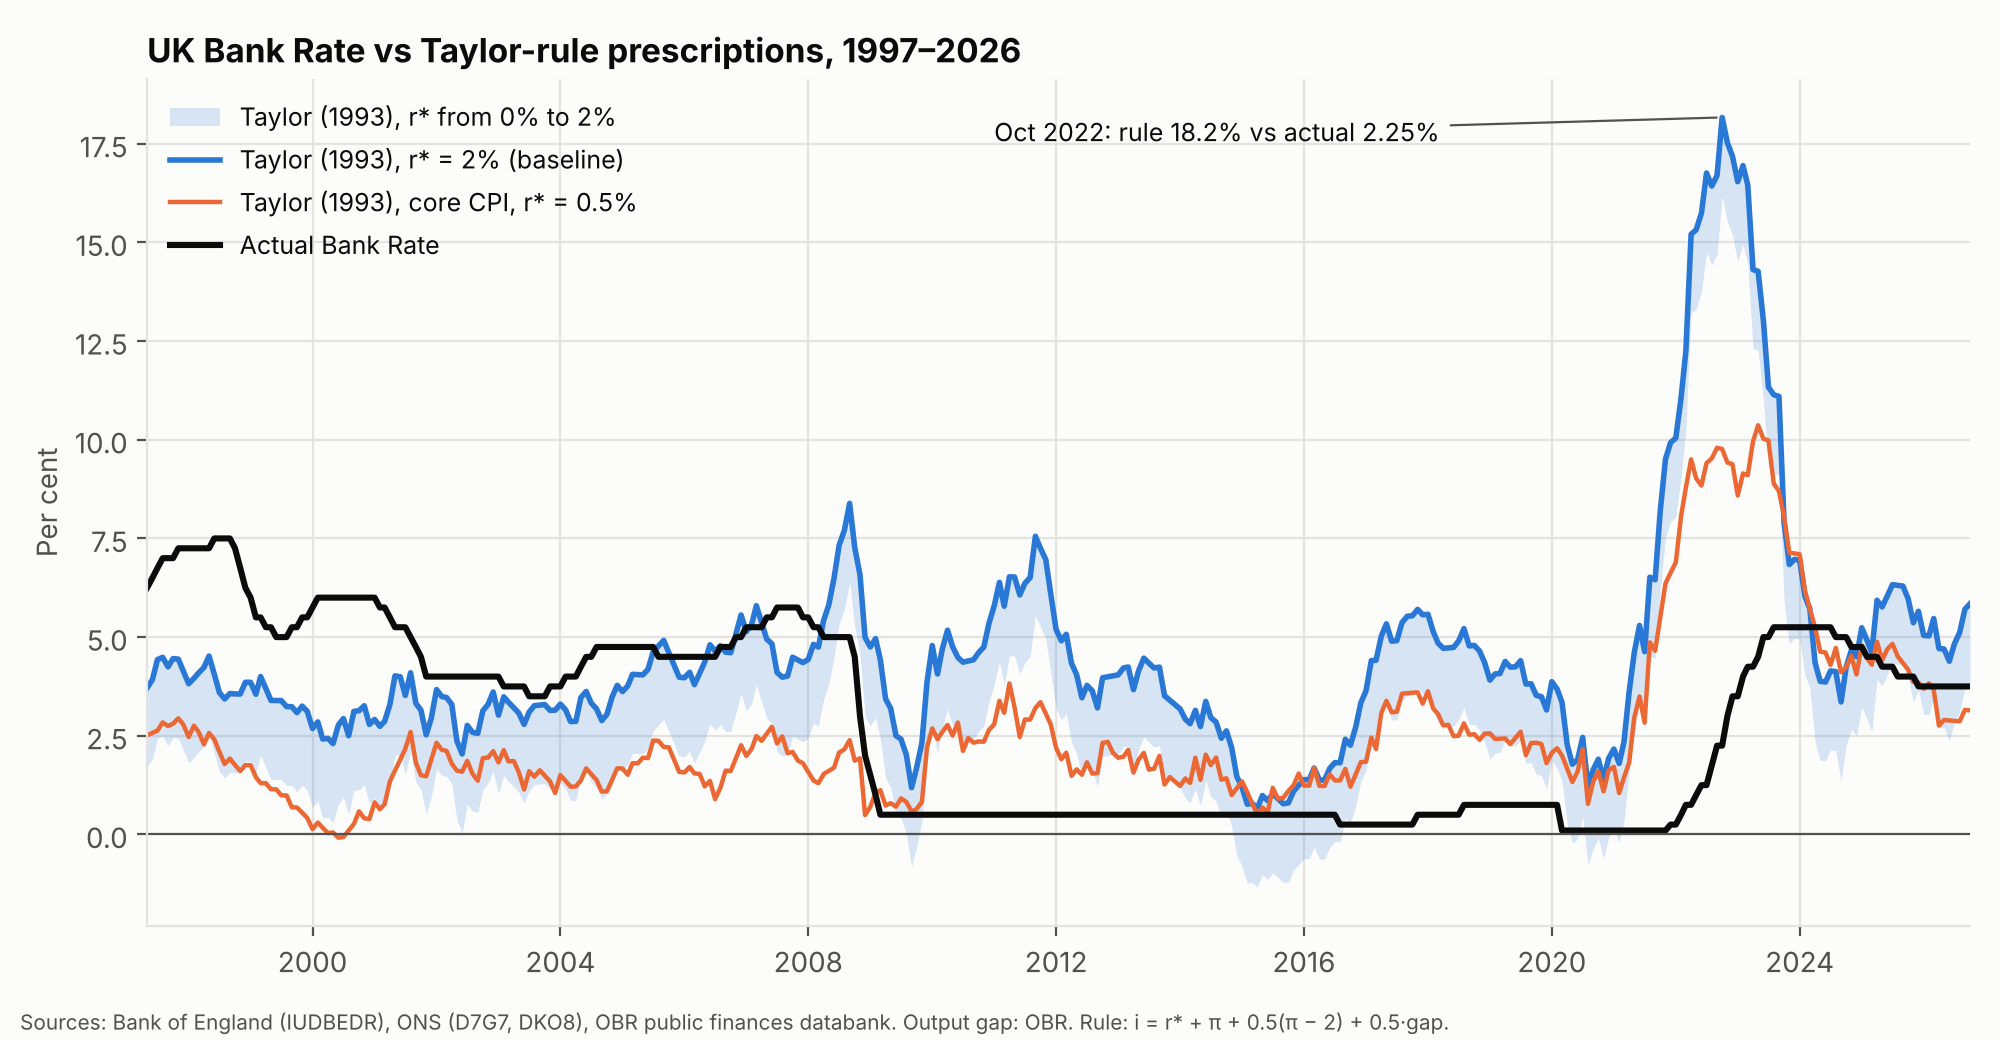 UK Bank Rate vs Taylor-rule prescriptions, 1997–2026
Taylor (1993), r* from 0% to 2%
Taylor (1993), r* = 2% (baseline)
Taylor (1993), core CPI, r* = 0.5%
Actual Bank Rate
Oct 2022: rule 18.2% vs actual 2.25%
Per cent
17.5
15.0
12.5
10.0
7.5
5.0
2.5
0.0
2000
2004
2008
2012
2016
2020
2024
Sources: Bank of England (IUDBEDR), ONS (D7G7, DKO8), OBR public finances databank. Output gap: OBR. Rule: i = r* + π + 0.5(π − 2) + 0.5·gap.